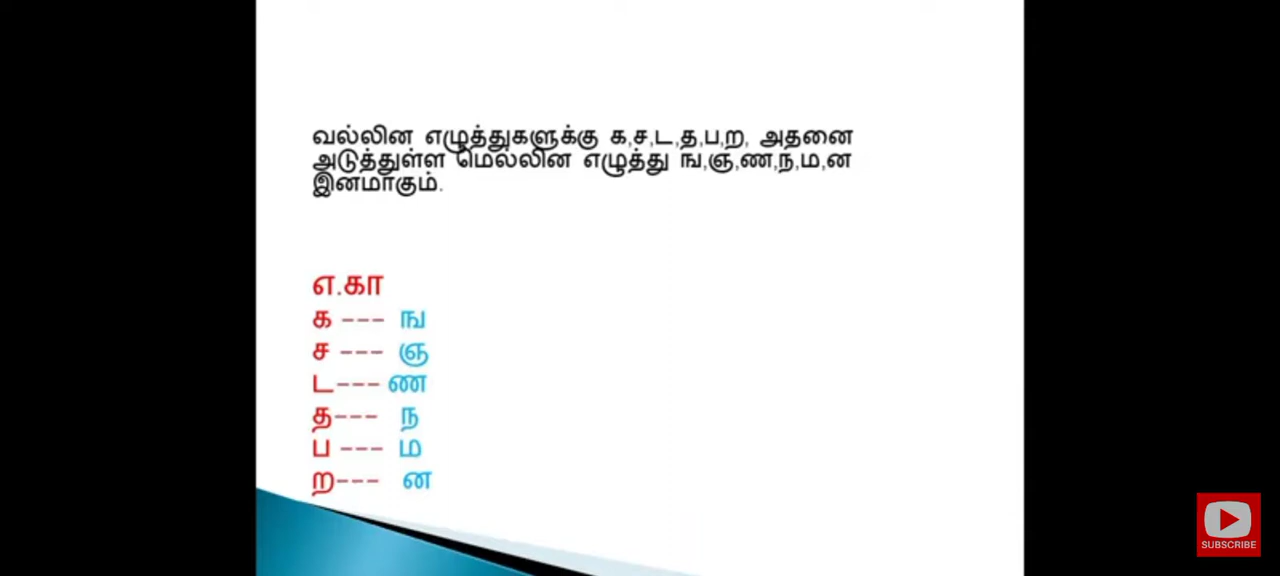 வல்லின எழுத்துகளுக்கு க,ச,ட,த,ப,ற, அதனை
அடுத்துள்ள மெல்லின எழுத்து ங,ஞ,ண,ந,ம,ன
இனமாகும்.
எ.கா
க --- ங
ச --- ஞ
ட--- ண
த--- ந
ப --- ம
ற--- ன
SUBSCRIBE